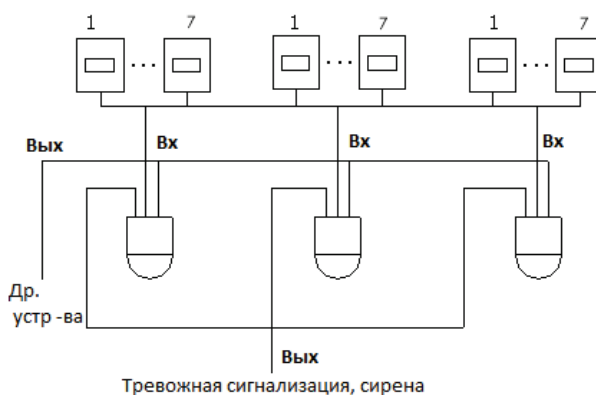 1 7 1 7 1 7
Вых Вх Вх Вх
Др.
устр -ва
Вых
Тревожная сигнализация, сирена